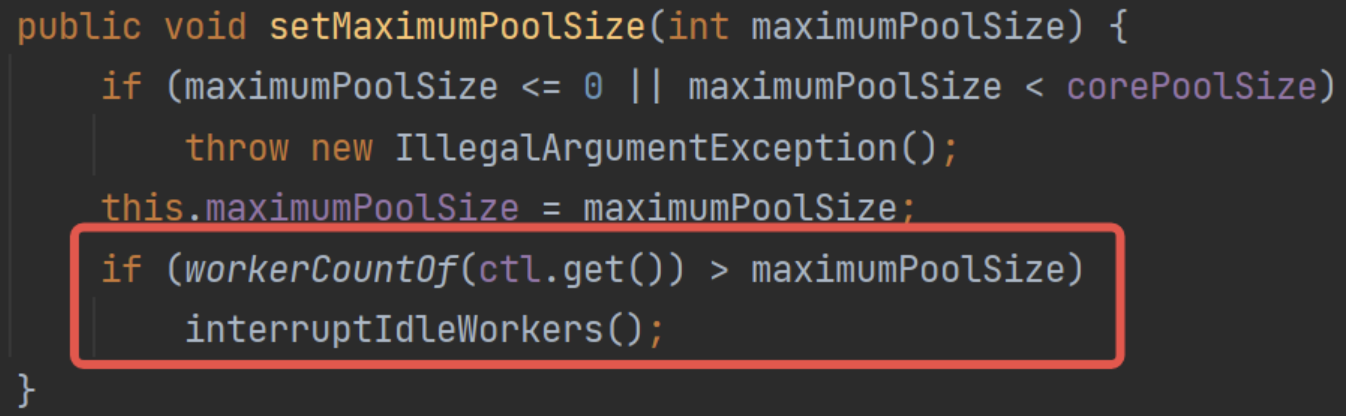 public void setMaximumPoolSize(int maximumPoolSize) {
    if (maximumPoolSize <= 0 || maximumPoolSize < corePoolSize)
        throw new IllegalArgumentException();
    this.maximumPoolSize = maximumPoolSize;
    if (workerCountOf(ctl.get()) > maximumPoolSize)
        interruptIdleWorkers();
}